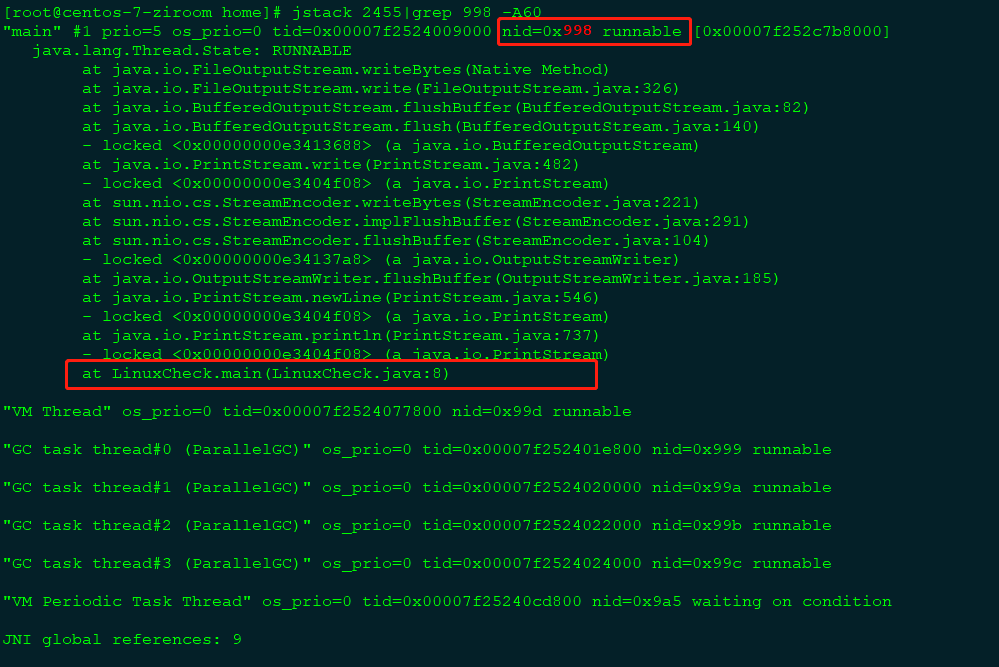 [root@centos-7-ziroom home]# jstack 2455|grep 998 -A60
"main" #1 prio=5 os_prio=0 tid=0x00007f2524009000 nid=0x998 runnable [0x00007f252c7b8000]
java.lang.Thread.State: RUNNABLE
at java.io.FileOutputStream.writeBytes(Native Method)
at java.io.FileOutputStream.write(FileOutputStream.java:326)
at java.io.BufferedOutputStream.flushBuffer(BufferedOutputStream.java:82)
at java.io.BufferedOutputStream.flush(BufferedOutputStream.java:140)
- locked <0x00000000e3413688> (a java.io.BufferedOutputStream)
at java.io.PrintStream.write(PrintStream.java:482)
- locked <0x00000000e3404f08> (a java.io.PrintStream)
at sun.nio.cs.StreamEncoder.writeBytes(StreamEncoder.java:221)
at sun.nio.cs.StreamEncoder.implFlushBuffer(StreamEncoder.java:291)
at sun.nio.cs.StreamEncoder.flushBuffer(StreamEncoder.java:104)
- locked <0x00000000e34137a8> (a java.io.OutputStreamWriter)
at java.io.OutputStreamWriter.flushBuffer(OutputStreamWriter.java:185)
at java.io.PrintStream.newLine(PrintStream.java:546)
- locked <0x00000000e3404f08> (a java.io.PrintStream)
at java.io.PrintStream.println(PrintStream.java:737)
- locked <0x00000000e3404f08> (a java.io.PrintStream)
at LinuxCheck.main(LinuxCheck.java:8)
"VM Thread" os_prio=0 tid=0x00007f2524077800 nid=0x99d runnable
"GC task thread#0 (ParallelGC)" os_prio=0 tid=0x00007f252401e800 nid=0x999 runnable
"GC task thread#1 (ParallelGC)" os_prio=0 tid=0x00007f2524020000 nid=0x99a runnable
"GC task thread#2 (ParallelGC)" os_prio=0 tid=0x00007f2524022000 nid=0x99b runnable
"GC task thread#3 (ParallelGC)" os_prio=0 tid=0x00007f2524024000 nid=0x99c runnable
"VM Periodic Task Thread" os_prio=0 tid=0x00007f25240cd800 nid=0x9a5 waiting on condition
JNI global references: 9